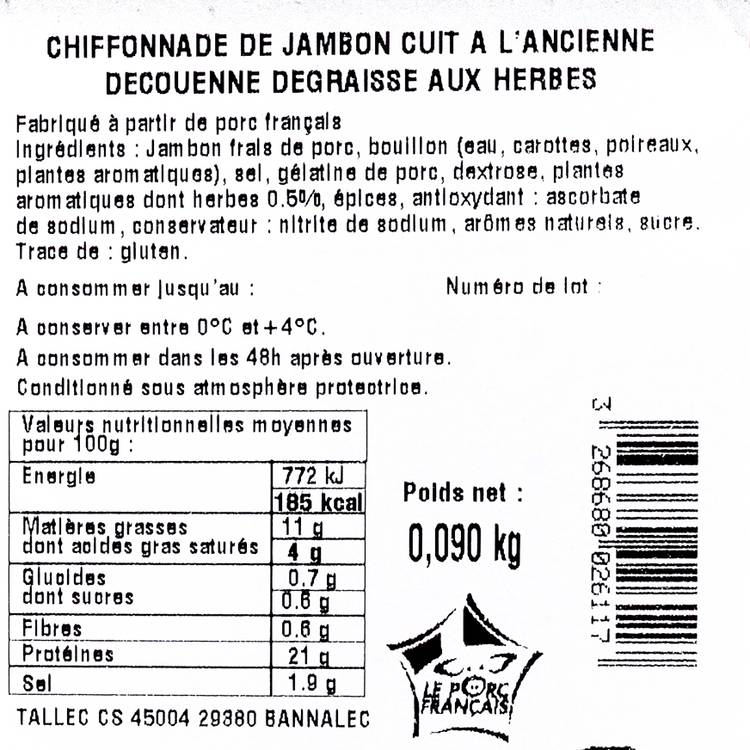 CHIFFONNADE DE JAMBON CUIT A L'ANCIENNE
DECOUENNE DEGRAISSE AUX HERBES
Fabriqué à partir de porc français
Ingrédients : Jambon frais de porc, bouillon (eau, carottes, poireaux,
plantes aromatiques), sel, gélatine de porc, dextrose, plantes
aromatiques dont herbes 0.5%, épices, antioxydant : ascorbate
de sodium, conservateur : nitrite de sodium, arômes naturels, sucre.
Trace de : gluten.
A consommer jusqu'au :
Numéro de lot :
A conserver entre 0°C et +4°C.
A consommer dans les 48h après ouverture.
Conditionné sous atmosphère protectrice.
Valeurs nutritionnelles moyennes
pour 100g :
Energie 772 kJ
185 kcal
Matières grasses 11 g
dont acides gras saturés 4 g
Glucides 0.7 g
dont sucres 0.6 g
Fibres 0.6 g
Protéines 21 g
Sel 1.9 g
TALLEC CS 45004 29380 BANNALEC
Poids net :
0,090 kg
LE PORC
FRANÇAIS
3 268680 026117